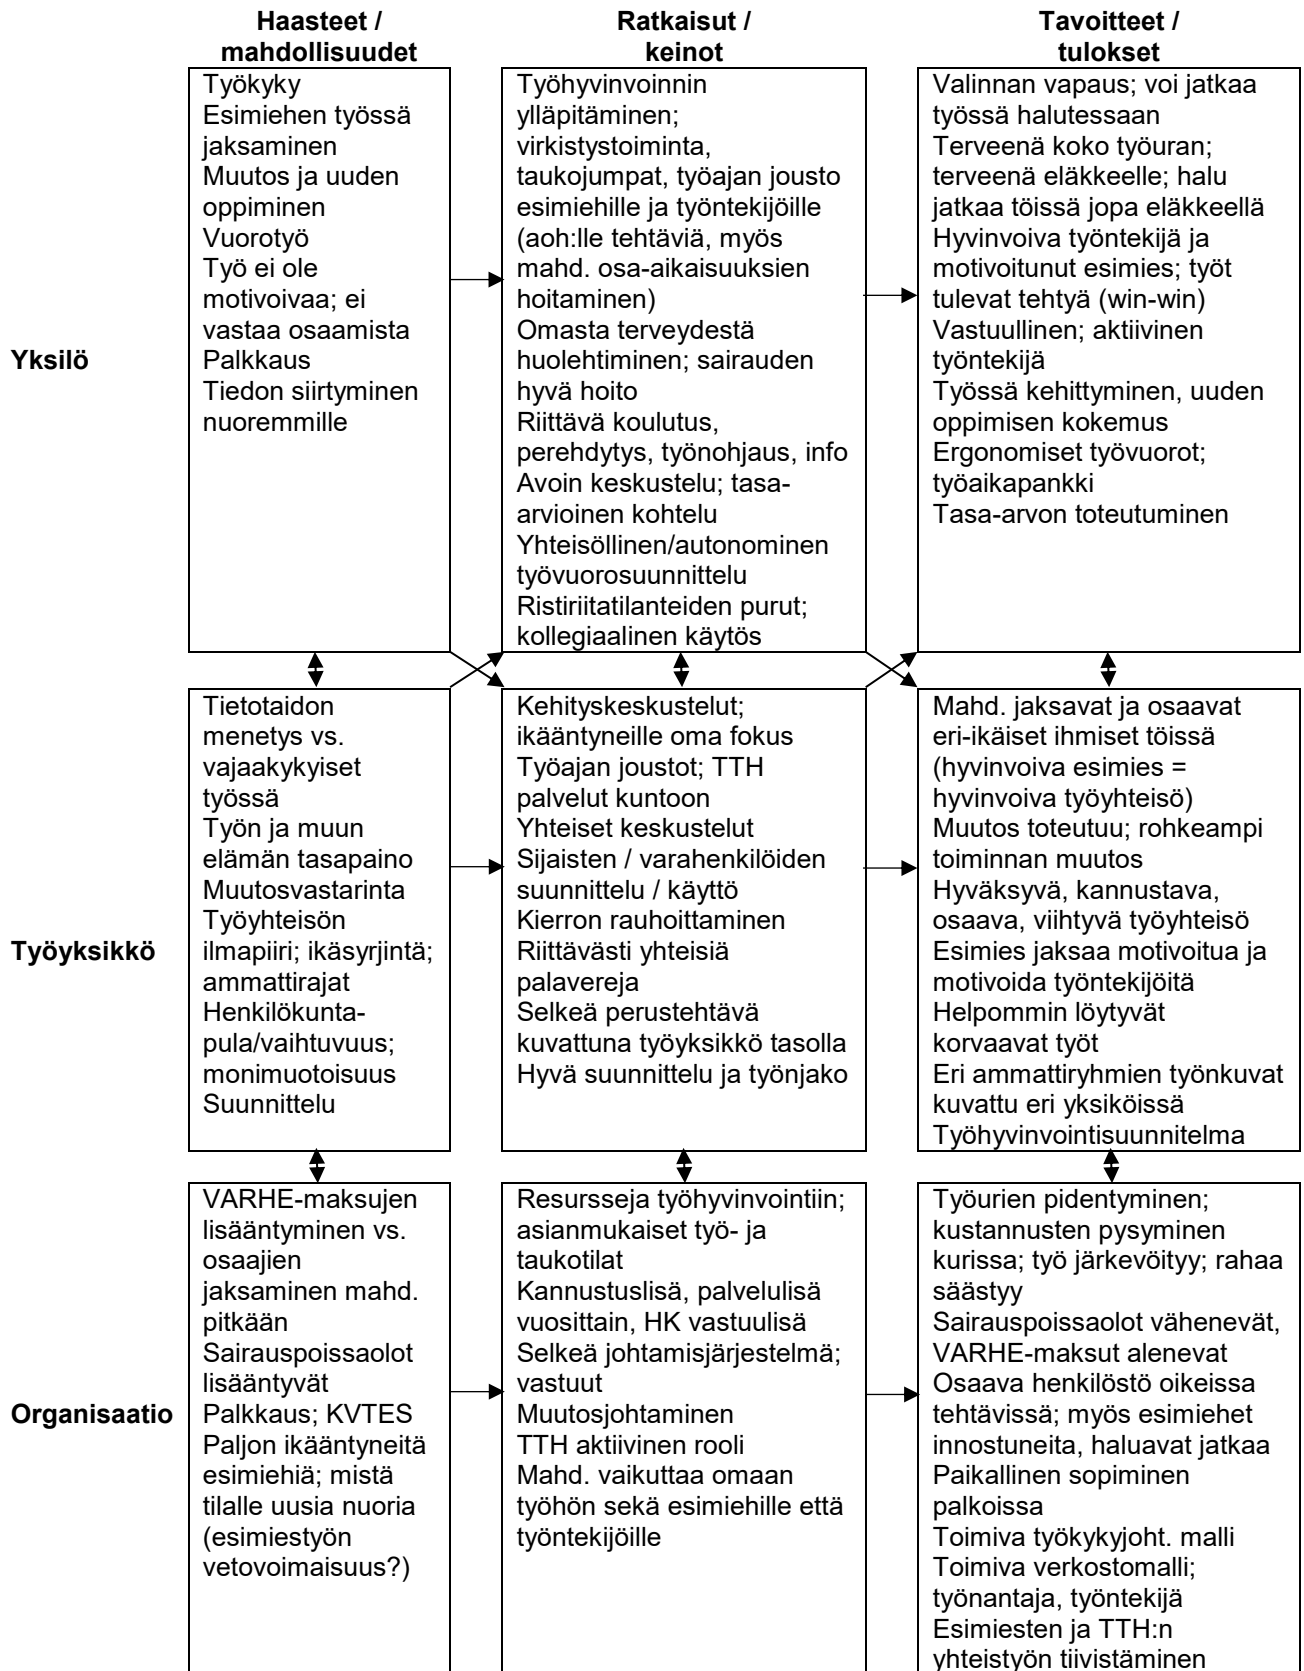 Haasteet /
mahdollisuudet
Ratkaisut /
keinot
Tavoitteet /
tulokset
Yksilö
Työkyky
Esimiehen työssä
jaksaminen
Muutos ja uuden
oppiminen
Vuorotyö
Työ ei ole
motivoivaa; ei
vastaa osaamista
Palkkaus
Tiedon siirtyminen
nuoremmille
Työhyvinvoinnin
ylläpitäminen;
virkistystoiminta,
taukojumpat, työajan jousto
esimiehille ja työntekijöille
(aoh:lle tehtäviä, myös
mahd. osa-aikaisuuksien
hoitaminen)
Omasta terveydestä
huolehtiminen; sairauden
hyvä hoito
Riittävä koulutus,
perehdytys, työnohjaus, info
Avoin keskustelu; tasa-
arvioinen kohtelu
Yhteisöllinen/autonominen
työvuorosuunnittelu
Ristiriitatilanteiden purut;
kollegiaalinen käytös
Valinnan vapaus; voi jatkaa
työssä halutessaan
Terveenä koko työuran;
terveenä eläkkeelle; halu
jatkaa töissä jopa eläkkeellä
Hyvinvoiva työntekijä ja
motivoitunut esimies; työt
tulevat tehtyä (win-win)
Vastuullinen; aktiivinen
työntekijä
Työssä kehittyminen, uuden
oppimisen kokemus
Ergonomiset työvuorot;
työaikapankki
Tasa-arvon toteutuminen
Työyksikkö
Tietotaidon
menetys vs.
vajaakykyiset
työssä
Työn ja muun
elämän tasapaino
Muutosvastarinta
Työyhteisön
ilmapiiri; ikäsyrjintä;
ammattirajat
Henkilökunta-
pula/vaihtuvuus;
monimuotoisuus
Suunnittelu
Kehityskeskustelut;
ikääntyneille oma fokus
Työajan joustot; TTH
palvelut kuntoon
Yhteiset keskustelut
Sijaisten / varahenkilöiden
suunnittelu / käyttö
Kierron rauhoittaminen
Riittävästi yhteisiä
palavereja
Selkeä perustehtävä
kuvattuna työyksikkö tasolla
Hyvä suunnittelu ja työnjako
Mahd. jaksavat ja osaavat
eri-ikäiset ihmiset töissä
(hyvinvoiva esimies =
hyvinvoiva työyhteisö)
Muutos toteutuu; rohkeampi
toiminnan muutos
Hyväksyvä, kannustava,
osaava, viihtyvä työyhteisö
Esimies jaksaa motivoitua ja
motivoida työntekijöitä
Helpommin löytyvät
korvaavat työt
Eri ammattiryhmien työnkuvat
kuvattu eri yksiköissä
Työhyvinvointisuunnitelma
Organisaatio
VARHE-maksujen
lisääntyminen vs.
osaajien
jaksaminen mahd.
pitkään
Sairauspoissaolot
lisääntyvät
Palkkaus; KVTES
Paljon ikääntyneitä
esimiehiä; mistä
tilalle uusia nuoria
(esimiestyön
vetovoimaisuus?)
Resursseja työhyvinvointiin;
asianmukaiset työ- ja
taukotilat
Kannustuslisä, palvelulisä
vuosittain, HK vastuulisä
Selkeä johtamisjärjestelmä;
vastuut
Muutosjohtaminen
TTH aktiivinen rooli
Mahd. vaikuttaa omaan
työhön sekä esimiehille että
työntekijöille
Työurien pidentyminen;
kustannusten pysyminen
kurissa; työ järkevöityy; rahaa
säästyy
Sairauspoissaolot vähenevät,
VARHE-maksut alenevat
Osaava henkilöstö oikeissa
tehtävissä; myös esimiehet
innostuneita, haluavat jatkaa
Paikallinen sopiminen
palkoissa
Toimiva työkykyjoht. malli
Toimiva verkostomalli;
työnantaja, työntekijä
Esimiesten ja TTH:n
yhteistyön tiivistäminen